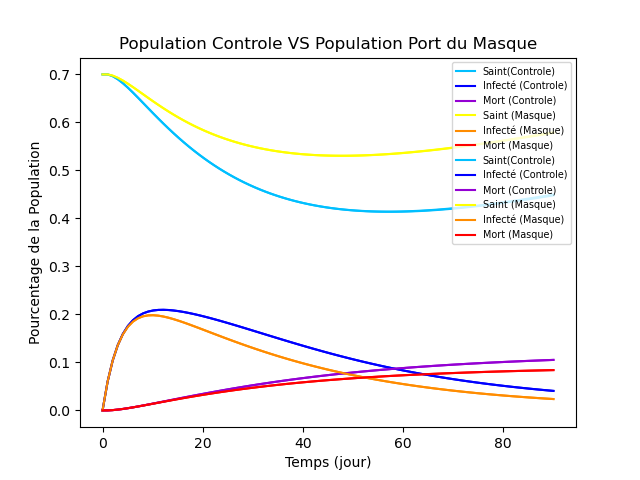 Population Controle VS Population Port du Masque
Saint(Controle)
Infecté (Controle)
Mort (Controle)
Saint (Masque)
Infecté (Masque)
Mort (Masque)
Saint(Controle)
Infecté (Controle)
Mort (Controle)
Saint (Masque)
Infecté (Masque)
Mort (Masque)
Pourcentage de la Population
0.7
0.6
0.5
0.4
0.3
0.2
0.1
0.0
0
20
40
60
80
Temps (jour)